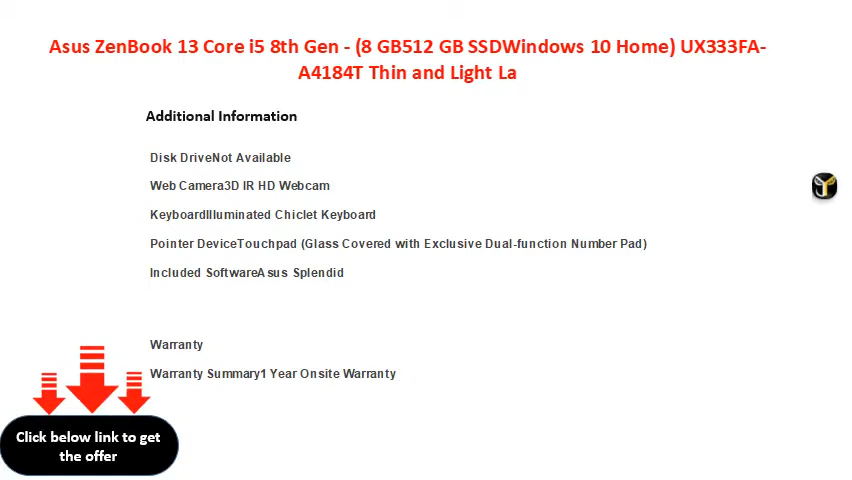 Asus ZenBook 13 Core i5 8th Gen - (8 GB512 GB SSDWindows 10 Home) UX333FA-
A4184T Thin and Light La
Additional Information
Disk DriveNot Available
Web Camera3D IR HD Webcam
KeyboardIlluminated Chiclet Keyboard
Pointer DeviceTouchpad (Glass Covered with Exclusive Dual-function Number Pad)
Included SoftwareAsus Splendid
Warranty
Warranty Summary1 Year Onsite Warranty
Click below link to get
the offer